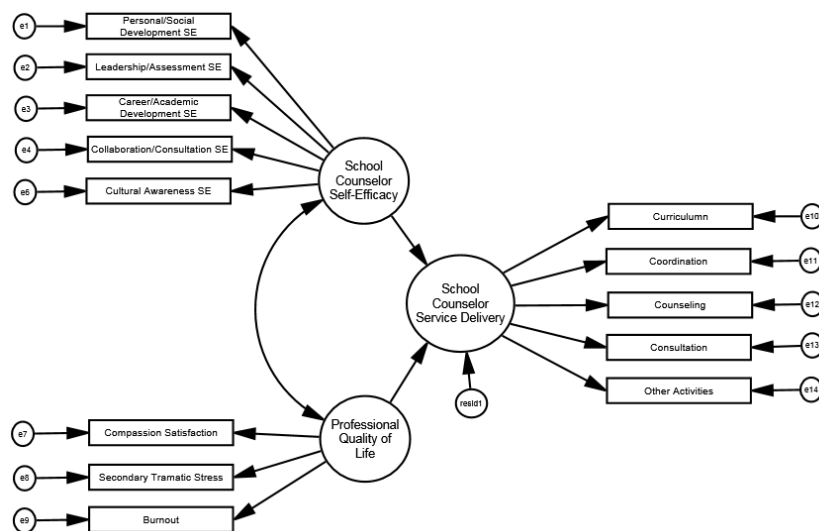 e1
Personal/Social
Development SE
e2
Leadership/Assessment SE
e3
Career/Academic
Development SE
e4
Collaboration/Consultation SE
e6
Cultural Awareness SE
School
Counselor
Self-Efficacy
Curriculumn
e10
Coordination
e11
School
Counselor
Service Delivery
Counseling
e12
Consultation
e13
Other Activities
e14
resid1
Professional
Quality of
Life
e7
Compassion Satisfaction
e8
Secondary Tramatic Stress
e9
Burnout